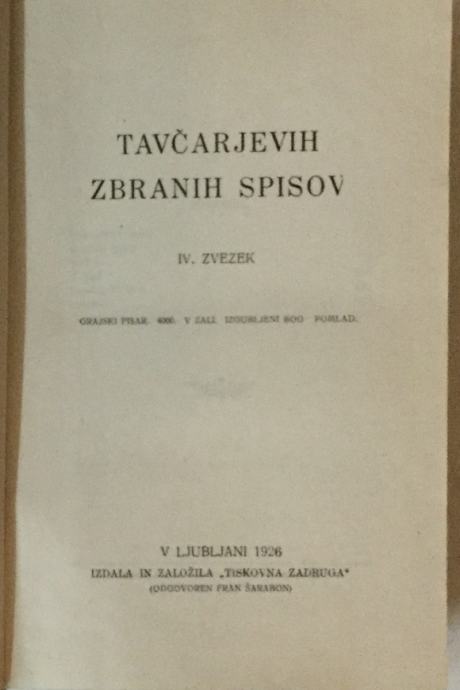 TAVČARJEVIH
ZBRANIH SPISOV
IV. ZVEZEK
GRAJSKI PISAR. 4000. V ZALI. IZGUBLJENI BOG. POMLAD.
V LJUBLJANI 1926
IZDALA IN ZALOŽILA „TISKOVNA ZADRUGA“
(ODGOVOREN FRAN ŠARABON)